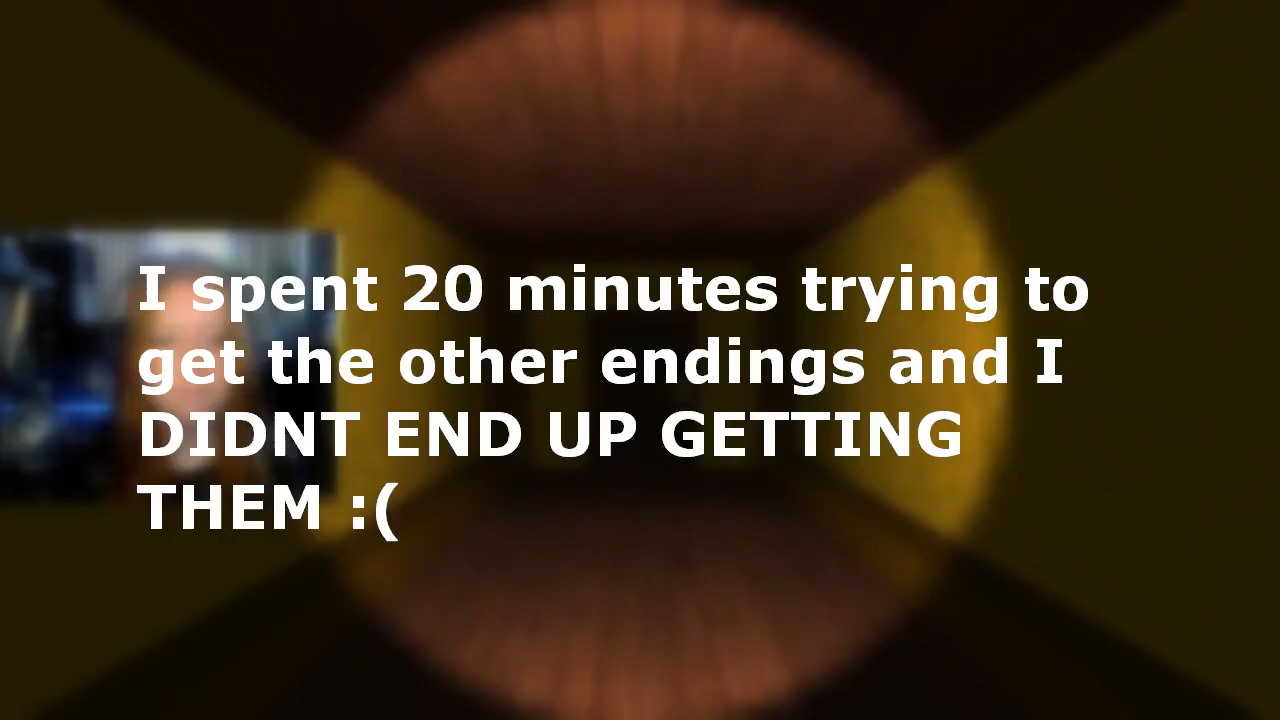 I spent 20 minutes trying to
get the other endings and I
DIDNT END UP GETTING
THEM :(